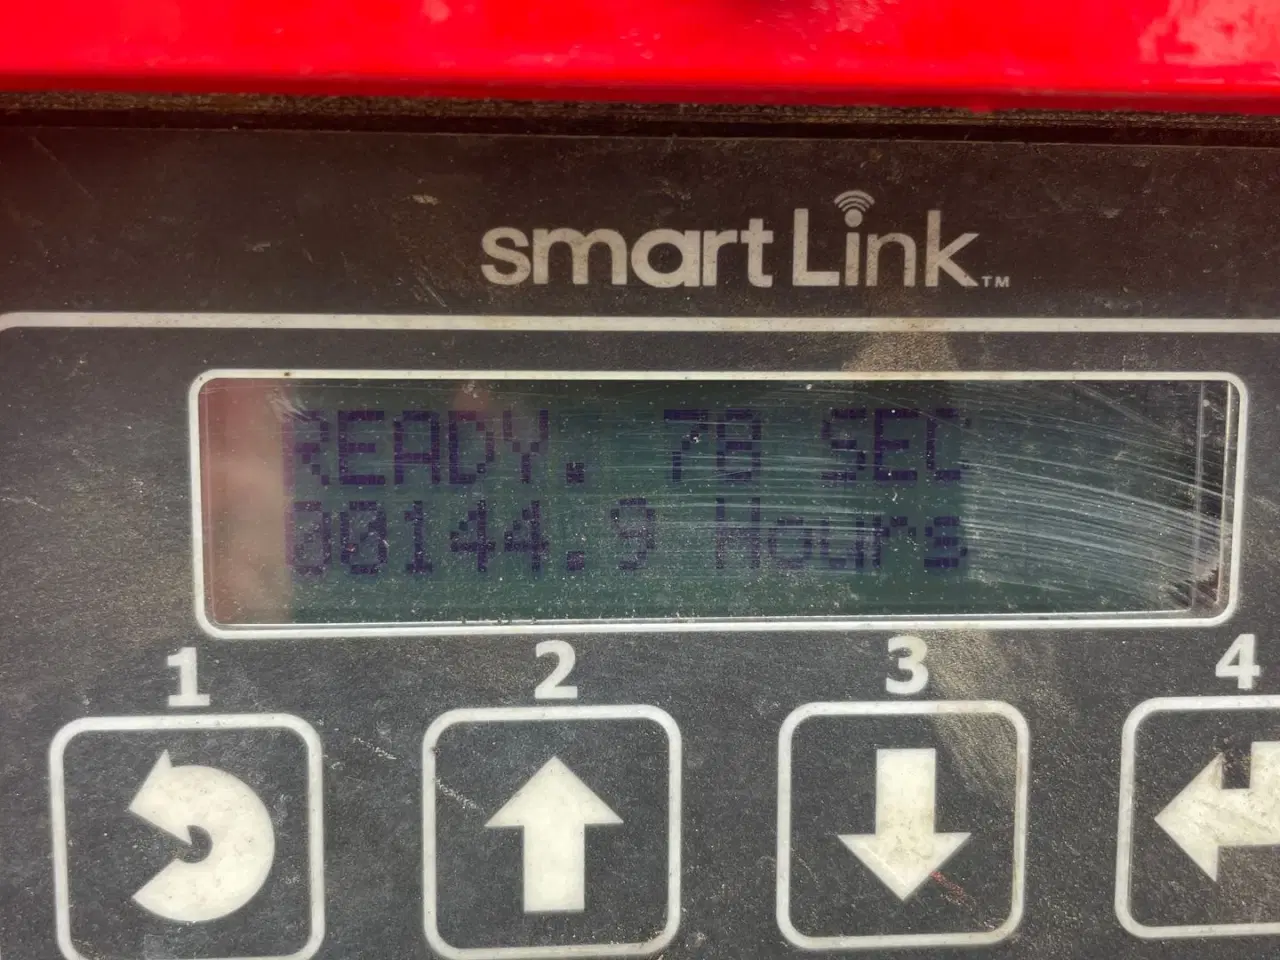 smartLink™
READY. 78 SEC
00144.9 Hours
1 2 3 4